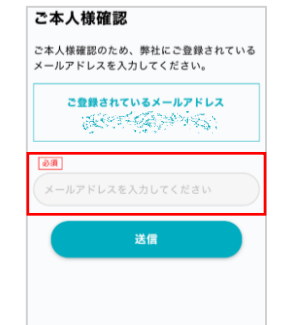 ご本人様確認
ご本人様確認のため、弊社にご登録されている
メールアドレスを入力してください。
ご登録されているメールアドレス
必須
メールアドレスを入力してください
送信